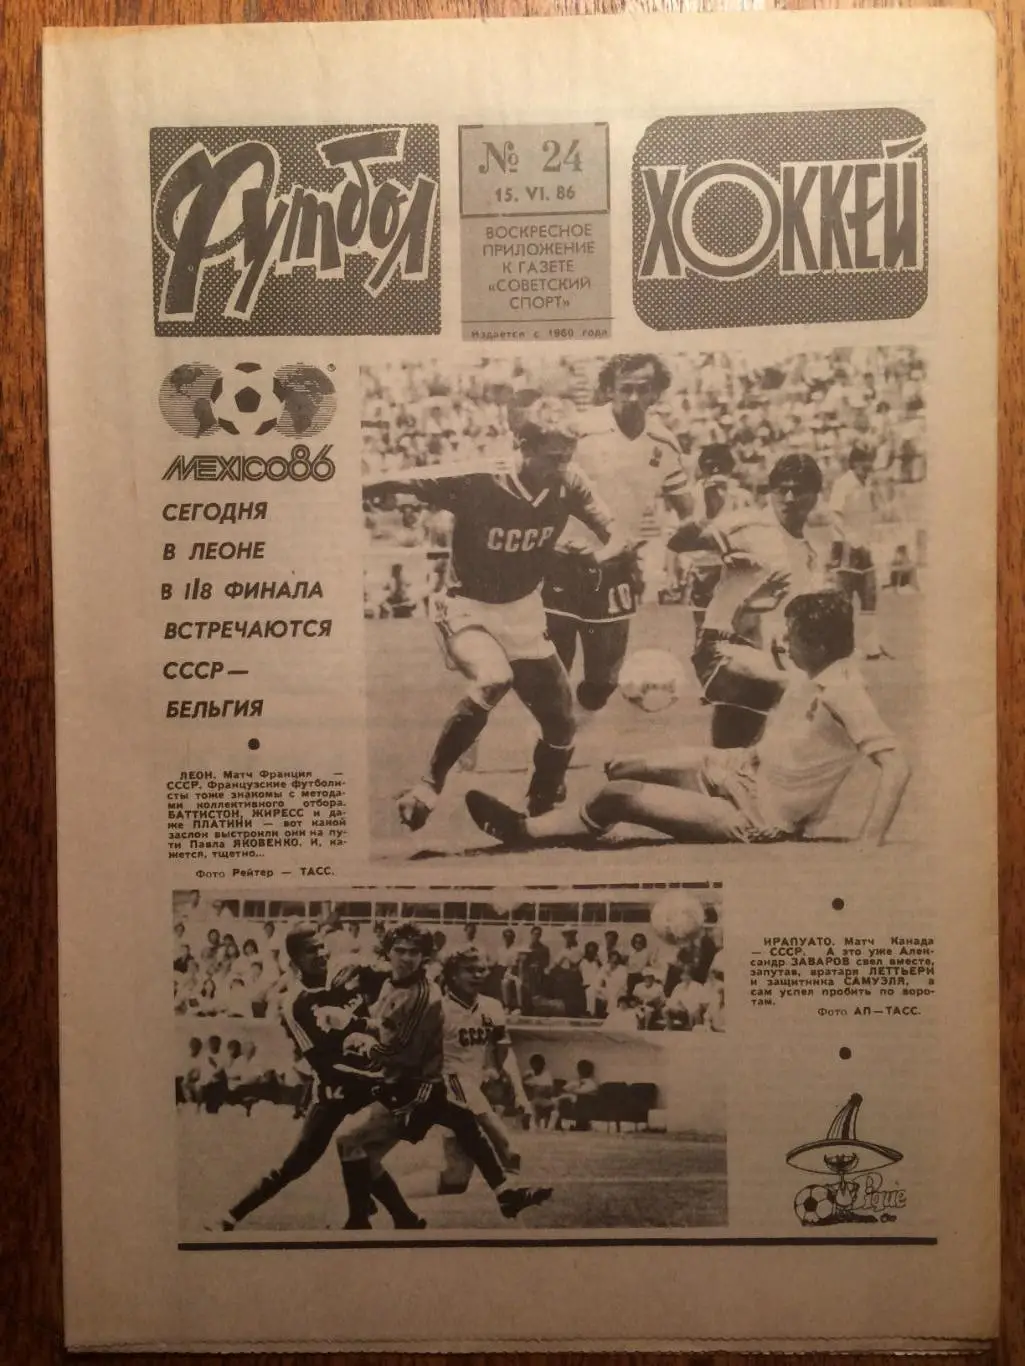 Футбол
№ 24
15. VI. 86
ВОСКРЕСНОЕ
ПРИЛОЖЕНИЕ
К ГАЗЕТЕ
«СОВЕТСКИЙ
СПОРТ»
Издается с 1960 года
ХОККЕЙ
®
MEXICO86
СЕГОДНЯ
В ЛЕОНЕ
В 1/8 ФИНАЛА
ВСТРЕЧАЮТСЯ
СССР—
БЕЛЬГИЯ
СССР
10
ЛЕОН. Матч Франция —
СССР. Французские футболи-
сты тоже знакомы с метода-
ми коллективного отбора.
БАТТИСТОН, ЖИРЕСС и да-
же ПЛАТИНИ — вот какой
заслон выстроили они на пу-
ти Павла ЯКОВЕНКО. И, ка-
жется, тщетно...
Фото Рейтер — ТАСС.
СССР
12
ИРАПУАТО. Матч Канада
— СССР. А это уже Алек-
сандр ЗАВАРОВ свел вместе,
запутав, вратаря ЛЕТТЬЕРИ
и защитника САМУЭЛЯ, а
сам успел пробить по воро-
там.
Фото АП—ТАСС.
Pique